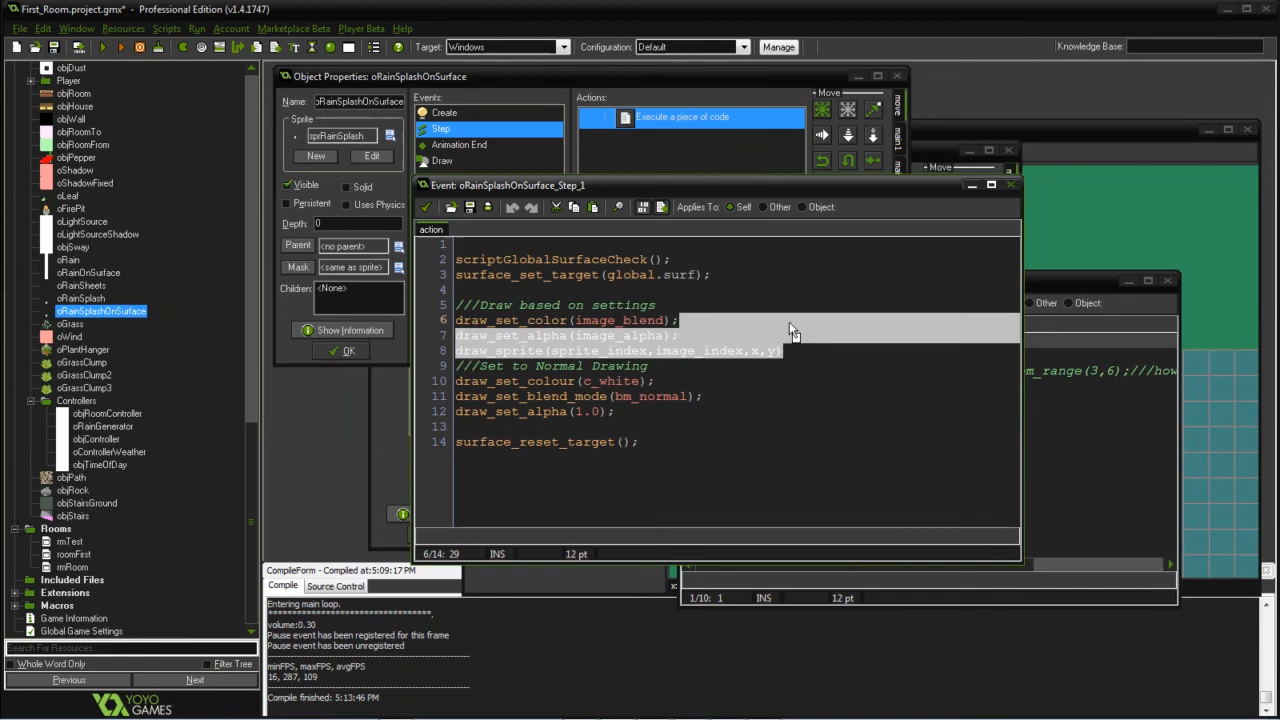 First_Room.project.gmx* - Professional Edition (v1.4.1747)
File Edit Window Resources Scripts Run Account Marketplace Beta Player Beta Help
Target: Windows Configuration: Default Manage Knowledge Base:
objDust
Player
objRoom
objHouse
objWall
objRoomTo
objRoomFrom
objPepper
oShadow
oShadowFixed
oLeaf
oFirePit
oLightSource
oLightSourceShadow
objSway
oRain
oRainOnSurface
oRainSheets
oRainSplash
oRainSplashOnSurface
oGrass
oWind
oPlantHanger
oGrassClump
oGrassClump2
oGrassClump3
Controllers
objRoomController
oRainGenerator
objController
oControllerWeather
objTimeOfDay
objPath
objRock
objStairsGround
objStairs
Rooms
rmTest
roomFirst
rmRoom
Included Files
Extensions
Macros
Game Information
Global Game Settings
Search For Resources...
Whole Word Only Filter Tree
Previous Next
YOYO
GAMES
Object Properties: oRainSplashOnSurface
Name: oRainSplashOnSurface
Sprite
sprRainSplash
New Edit
Visible Solid
Persistent Uses Physics
Depth: 0
Parent <no parent>
Mask <same as sprite>
Children: <None>
Show Information
OK
Events:
Create
Step
Animation End
Draw
Actions:
1 Execute a piece of code
Move
move
main1
Move
Event: oRainSplashOnSurface_Step_1
Applies To: Self Other Object:
action
1
2 scriptGlobalSurfaceCheck();
3 surface_set_target(global.surf);
4
5 ///Draw based on settings
6 draw_set_color(image_blend);
7 draw_set_alpha(image_alpha);
8 draw_sprite(sprite_index,image_index,x,y)
9 ///Set to Normal Drawing
10 draw_set_colour(c_white);
11 draw_set_blend_mode(bm_normal);
12 draw_set_alpha(1.0);
13
14 surface_reset_target();
6/14: 29 INS 12 pt
Other Object:
om_range(3,6);///how
1/10: 1 INS 12 pt
CompileForm - Compiled at:5:09:17 PM
Compile Source Control
Entering main loop.
****************************************.
volume:0.30
Pause event has been registered for this frame
Pause event has been unregistered
minFPS, maxFPS, avgFPS
16, 287, 109
Compile finished: 5:13:46 PM